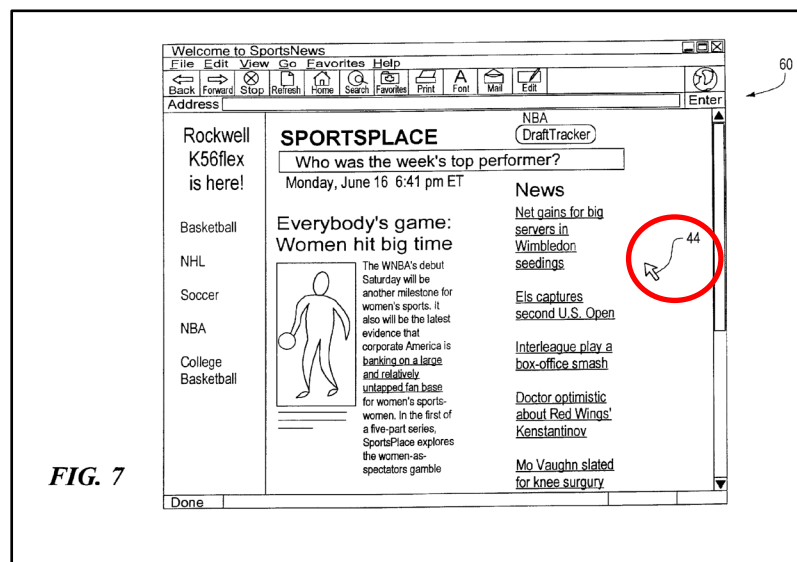 Welcome to SportsNews
File Edit View Go Favorites Help
Back Forward Stop Refresh Home Search Favorites Print Font Mail Edit
Address Enter
60
Rockwell
K56flex
is here!
Basketball
NHL
Soccer
NBA
College
Basketball
SPORTSPLACE
NBA
DraftTracker
Who was the week's top performer?
Monday, June 16 6:41 pm ET
Everybody's game:
Women hit big time
The WNBA's debut
Saturday will be
another milestone for
women's sports. It
also will be the latest
evidence that
corporate America is
banking on a large
and relatively
untapped fan base
for women's sports-
women. In the first of
a five-part series,
SportsPlace explores
the women-as-
spectators gamble
News
Net gains for big
servers in
Wimbledon
seedings
Els captures
second U.S. Open
Interleague play a
box-office smash
Doctor optimistic
about Red Wings'
Kenstantinov
Mo Vaughn slated
for knee surgury
44
Done
FIG. 7